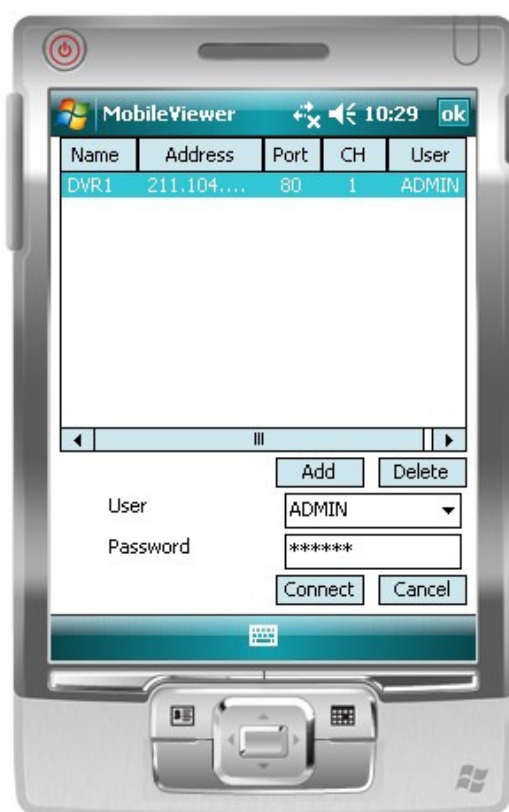 MobileViewer 10:29 ok
Name Address Port CH User
DVR1 211.104.... 80 1 ADMIN
Add Delete
User ADMIN
Password ******
Connect Cancel